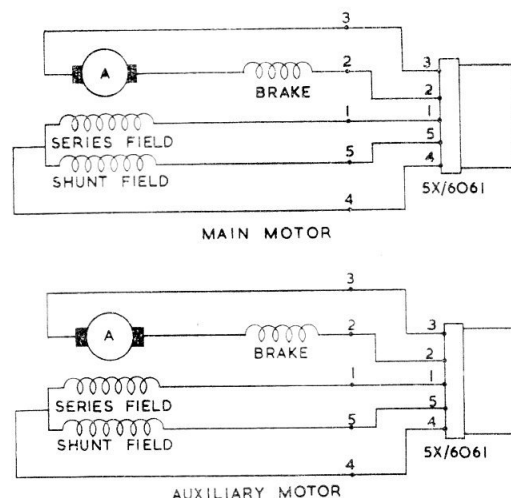 3
A
2
3
BRAKE
2
1
1
SERIES FIELD
5
5
SHUNT FIELD
4
5X/6061
4
MAIN MOTOR
3
A
2
3
BRAKE
2
1
1
SERIES FIELD
5
5
SHUNT FIELD
4
5X/6061
4
AUXILIARY MOTOR